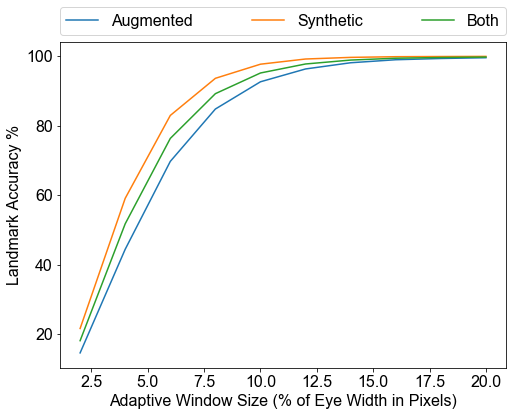 Augmented Synthetic Both
100
80
60
40
20
Landmark Accuracy %
2.5 5.0 7.5 10.0 12.5 15.0 17.5 20.0
Adaptive Window Size (% of Eye Width in Pixels)